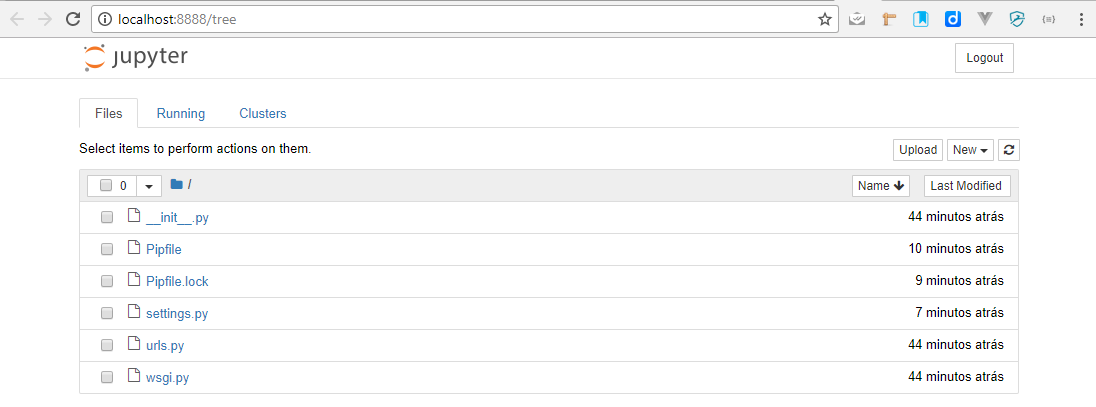 localhost:8888/tree
jupyter
Logout
Files Running Clusters
Select items to perform actions on them.
Upload New
0 / Name Last Modified
__init__.py 44 minutos atrás
Pipfile 10 minutos atrás
Pipfile.lock 9 minutos atrás
settings.py 7 minutos atrás
urls.py 44 minutos atrás
wsgi.py 44 minutos atrás